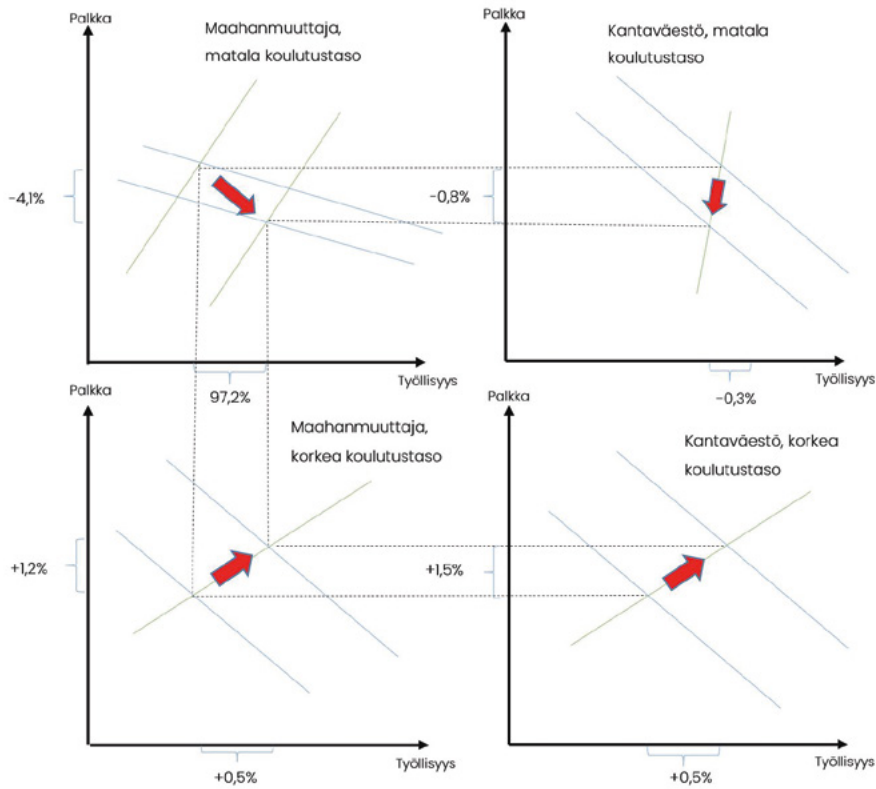 Palkka
Maahanmuuttaja,
matala koulutustaso
-4,1%
97,2%
Työllisyys
Palkka
Kantaväestö, matala
koulutustaso
-0,8%
Työllisyys
-0,3%
Palkka
Maahanmuuttaja,
korkea koulutustaso
+1,2%
Työllisyys
+0,5%
Palkka
Kantaväestö, korkea
koulutustaso
+1,5%
Työllisyys
+0,5%